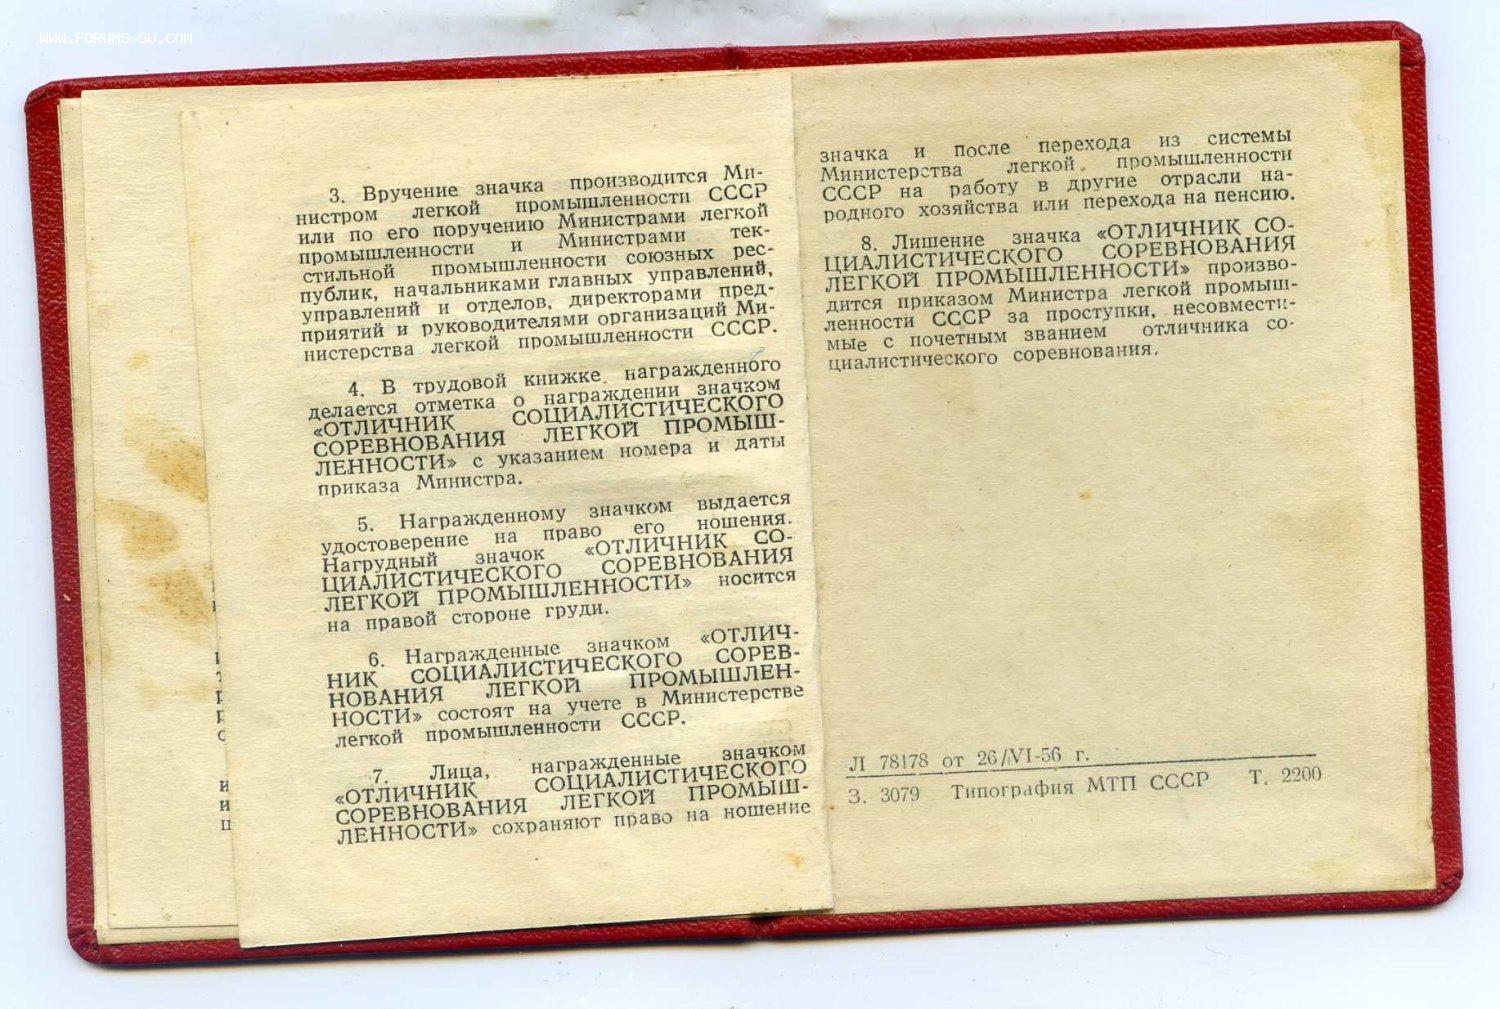 WWW.FORUMS-SU.COM
3. Вручение значка производится Ми-
нистром легкой промышленности СССР
или по его поручению Министрами легкой
промышленности и Министрами тек-
стильной промышленности союзных рес-
публик, начальниками главных управлений,
управлений и отделов, директорами пред-
приятий и руководителями организаций Ми-
нистерства легкой промышленности СССР.
4. В трудовой книжке награжденного
делается отметка о награждении значком
«ОТЛИЧНИК СОЦИАЛИСТИЧЕСКОГО
СОРЕВНОВАНИЯ ЛЕГКОЙ ПРОМЫШ-
ЛЕННОСТИ» с указанием номера и даты
приказа Министра.
5. Награжденному значком выдается
удостоверение на право его ношения.
Нагрудный значок «ОТЛИЧНИК СО-
ЦИАЛИСТИЧЕСКОГО СОРЕВНОВАНИЯ
ЛЕГКОЙ ПРОМЫШЛЕННОСТИ» носится
на правой стороне груди.
6. Награжденные значком «ОТЛИЧ-
НИК СОЦИАЛИСТИЧЕСКОГО СОРЕВ-
НОВАНИЯ ЛЕГКОЙ ПРОМЫШЛЕН-
НОСТИ» состоят на учете в Министерстве
легкой промышленности СССР.
7. Лица, награжденные значком
«ОТЛИЧНИК СОЦИАЛИСТИЧЕСКОГО
СОРЕВНОВАНИЯ ЛЕГКОЙ ПРОМЫШ-
ЛЕННОСТИ» сохраняют право на ношение
значка и после перехода из системы
Министерства легкой промышленности
СССР на работу в другие отрасли на-
родного хозяйства или перехода на пенсию.
8. Лишение значка «ОТЛИЧНИК СО-
ЦИАЛИСТИЧЕСКОГО СОРЕВНОВАНИЯ
ЛЕГКОЙ ПРОМЫШЛЕННОСТИ» произво-
дится приказом Министра легкой промыш-
ленности СССР за проступки, несовмести-
мые с почетным званием отличника со-
циалистического соревнования.
Л 78178 от 26/VI-56 г.
З. 3079 Типография МТП СССР Т. 2200